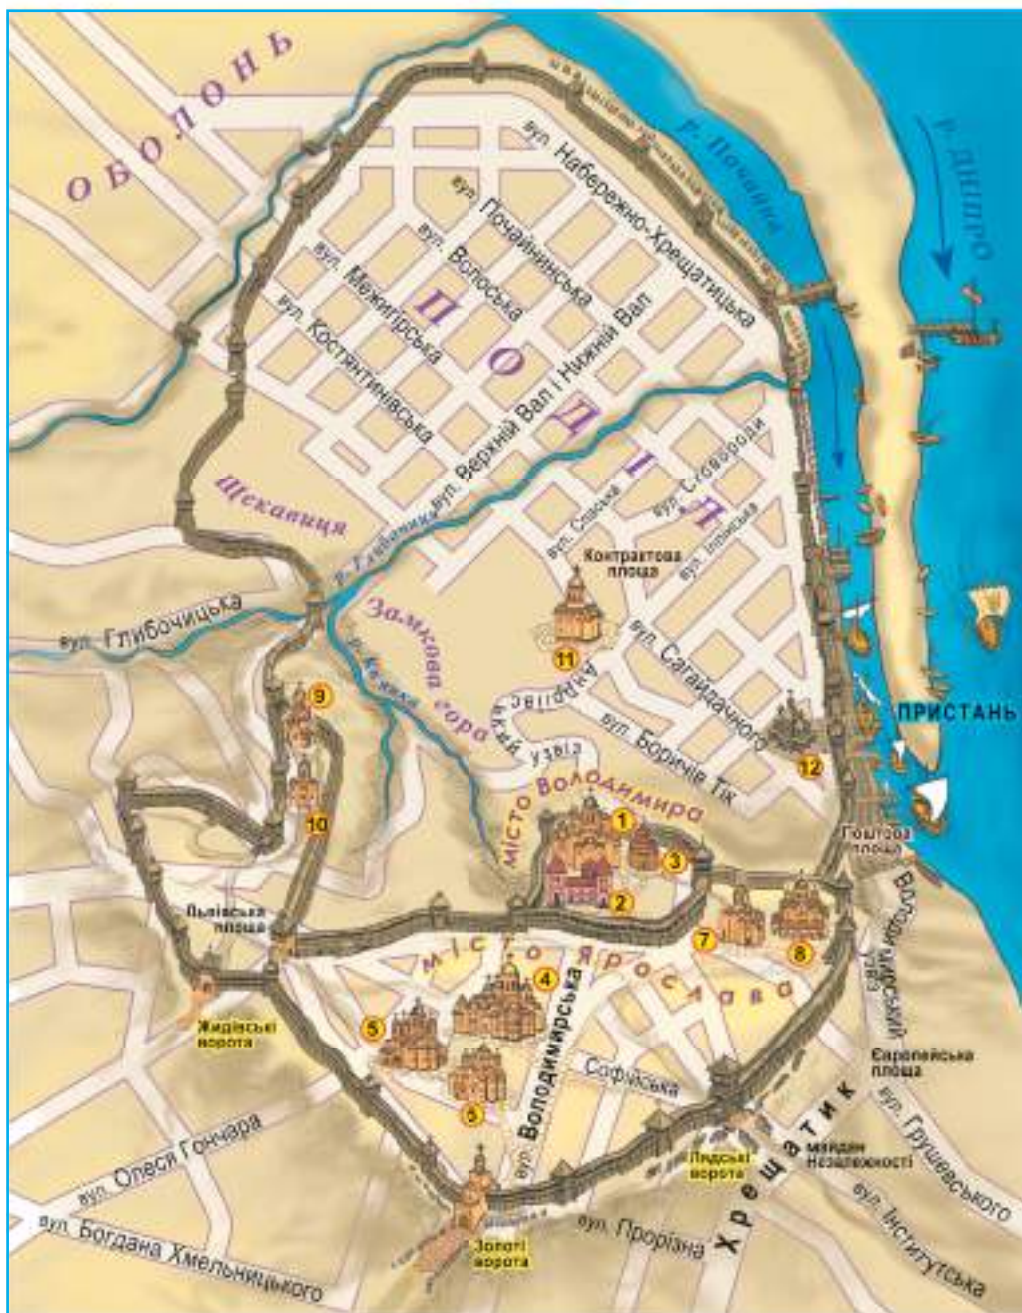 ОБОЛОНЬ
р. Почайна
р. ДНІПРО
вул. Набережно-Хрещатицька
вул. Почайнинська
вул. Волоська
вул. Межигірська
вул. Костянтинівська
ПОДІЛ
вул. Верхній Вал і Нижній Вал
Щекавиця
р. Глибочиця
вул. Глибочицька
вул. Сковороди
вул. Спаська
вул. Іллінська
Контрактова
площа
11
Замкова гора
р. Киянка
Андріївський узвіз
вул. Сагайдачного
вул. Боричів Тік
12
ПРИСТАНЬ
9
10
місто Володимира
1
3
2
Поштова
площа
Львівська
площа
7
8
Володимирський
узвіз
місто Ярослава
4
5
6
Жидівські
ворота
вул. Володимирська
Софійська
Європейська
площа
вул. Грушевського
вул. Олеся Гончара
Лядські
ворота
майдан
Незалежності
Хрещатик
вул. Інститутська
вул. Прорізна
Золоті
ворота
вул. Богдана Хмельницького